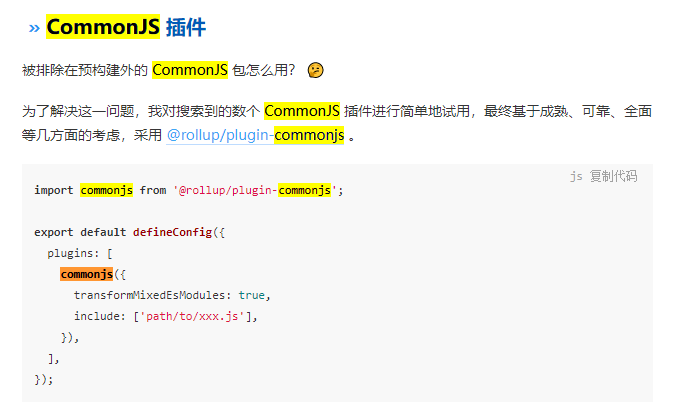 » CommonJS 插件
被排除在预构建外的 CommonJS 包怎么用？ 🤔
为了解决这一问题，我对搜索到的数个 CommonJS 插件进行简单地试用，最终基于成熟、可靠、全面
等几方面的考虑，采用 @rollup/plugin-commonjs 。
js 复制代码
import commonjs from '@rollup/plugin-commonjs';
export default defineConfig({
  plugins: [
    commonjs({
      transformMixedEsModules: true,
      include: ['path/to/xxx.js'],
    }),
  ],
});